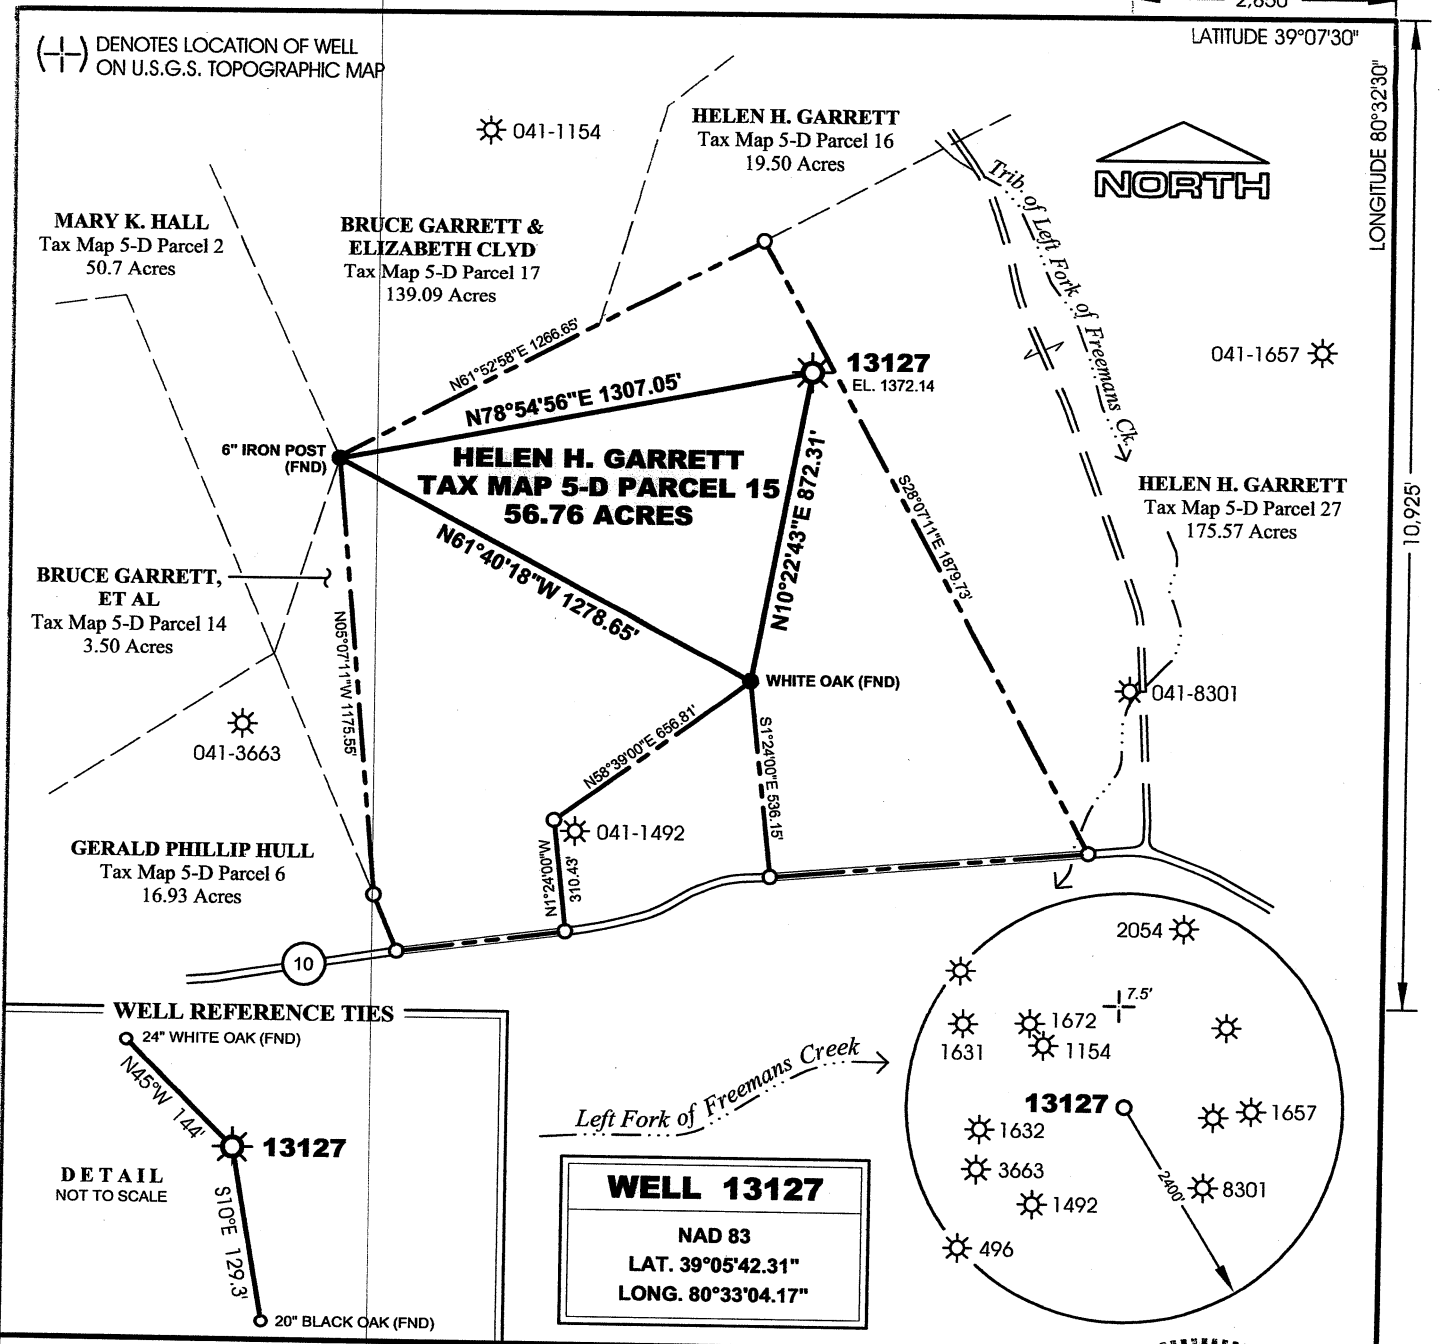 2,650'
LATITUDE 39°07'30"
LONGITUDE 80°32'30"
10,925'
DENOTES LOCATION OF WELL
ON U.S.G.S. TOPOGRAPHIC MAP
041-1154
HELEN H. GARRETT
Tax Map 5-D Parcel 16
19.50 Acres
NORTH
Trib. of Left Fork of Freemans Ck.
MARY K. HALL
Tax Map 5-D Parcel 2
50.7 Acres
BRUCE GARRETT &
ELIZABETH CLYD
Tax Map 5-D Parcel 17
139.09 Acres
N61°52'58"E 1266.65'
041-1657
13127
EL. 1372.14
N78°54'56"E 1307.05'
6" IRON POST
(FND)
HELEN H. GARRETT
TAX MAP 5-D PARCEL 15
56.76 ACRES
N61°40'18"W 1278.65'
N10°22'43"E 872.31'
S28°07'11"E 1879.73'
HELEN H. GARRETT
Tax Map 5-D Parcel 27
175.57 Acres
BRUCE GARRETT,
ET AL
Tax Map 5-D Parcel 14
3.50 Acres
N05°07'11"W 1175.55'
WHITE OAK (FND)
041-8301
041-3663
N58°39'00"E 656.81'
S1°24'00"E 536.15'
041-1492
N1°24'00"W
310.43'
GERALD PHILLIP HULL
Tax Map 5-D Parcel 6
16.93 Acres
10
WELL REFERENCE TIES
24" WHITE OAK (FND)
N45°W 144'
13127
DETAIL
NOT TO SCALE
S10°E 129.3'
20" BLACK OAK (FND)
Left Fork of Freemans Creek
WELL 13127
NAD 83
LAT. 39°05'42.31"
LONG. 80°33'04.17"
2054
7.5'
1672
1631
1154
13127
1657
1632
3663
2400'
8301
1492
496